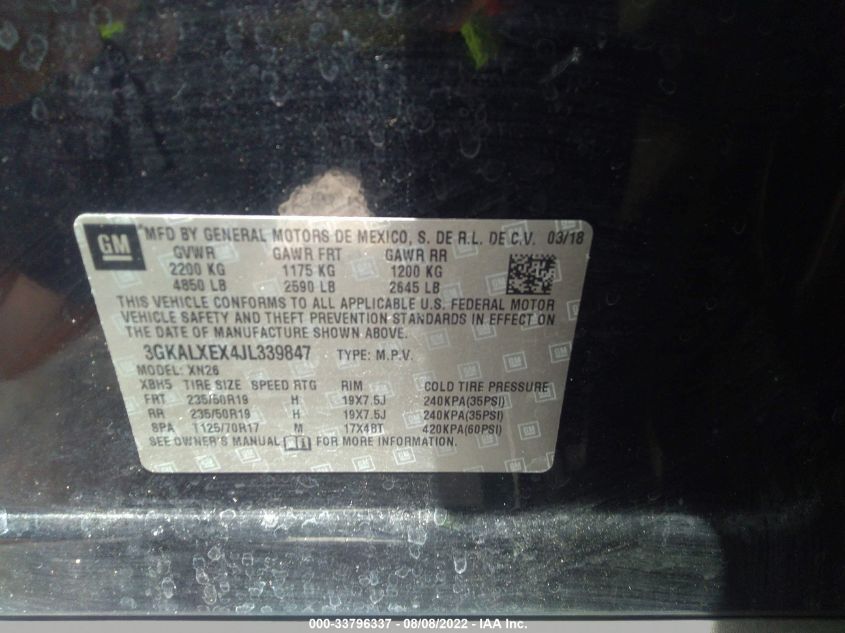 GM
MFD BY GENERAL MOTORS DE MEXICO, S. DE R.L. DE C.V. 03/18
GVWR GAWR FRT GAWR RR
2200 KG 1175 KG 1200 KG
4850 LB 2590 LB 2645 LB
THIS VEHICLE CONFORMS TO ALL APPLICABLE U.S. FEDERAL MOTOR
VEHICLE SAFETY AND THEFT PREVENTION STANDARDS IN EFFECT ON
THE DATE OF MANUFACTURE SHOWN ABOVE.
3GKALXEX4JL339847 TYPE: M.P.V.
MODEL: XN26
XBH5 TIRE SIZE SPEED RTG RIM COLD TIRE PRESSURE
FRT 235/50R19 H 19X7.5J 240KPA(35PSI)
RR 235/50R19 H 19X7.5J 240KPA(35PSI)
SPA T125/70R17 M 17X4BT 420KPA(60PSI)
SEE OWNER'S MANUAL FOR MORE INFORMATION.
000-33796337 - 08/08/2022 - IAA Inc.